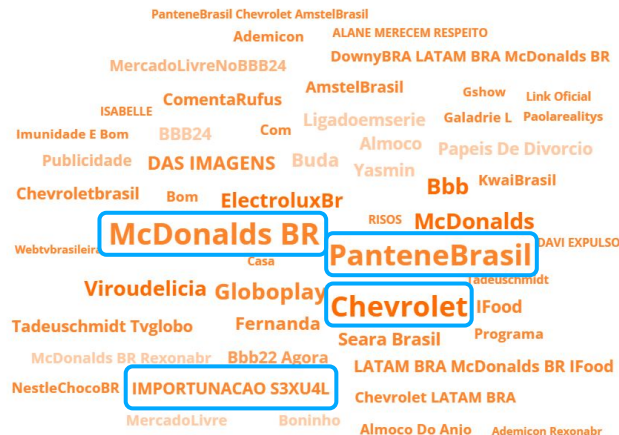 PanteneBrasil Chevrolet AmstelBrasil
Ademicon
ALANE MERECEM RESPEITO
DownyBRA LATAM BRA McDonalds BR
MercadoLivreNoBBB24
AmstelBrasil
Gshow
Link Oficial
ComentaRufus
ISABELLE
Ligadoemserie
Galadrie L
Paolarealitys
Imunidade E Bom
BBB24
Com
Almoco
Papeis De Divorcio
Publicidade
DAS IMAGENS
Buda
Yasmin
Bbb
KwaiBrasil
Chevroletbrasil
Bom
ElectroluxBr
RISOS
McDonalds
McDonalds BR
Webtvbrasileira
Casa
PanteneBrasil
DAVI EXPULSO
Tadeuschmidt
Viroudelicia
Globoplay
Chevrolet
IFood
Tadeuschmidt Tvglobo
Fernanda
Seara Brasil
Programa
McDonalds BR Rexonabr
Bbb22 Agora
LATAM BRA McDonalds BR IFood
NestleChocoBR
IMPORTUNACAO S3XU4L
Chevrolet LATAM BRA
MercadoLivre
Boninho
Almoco Do Anjo
Ademicon Rexonabr